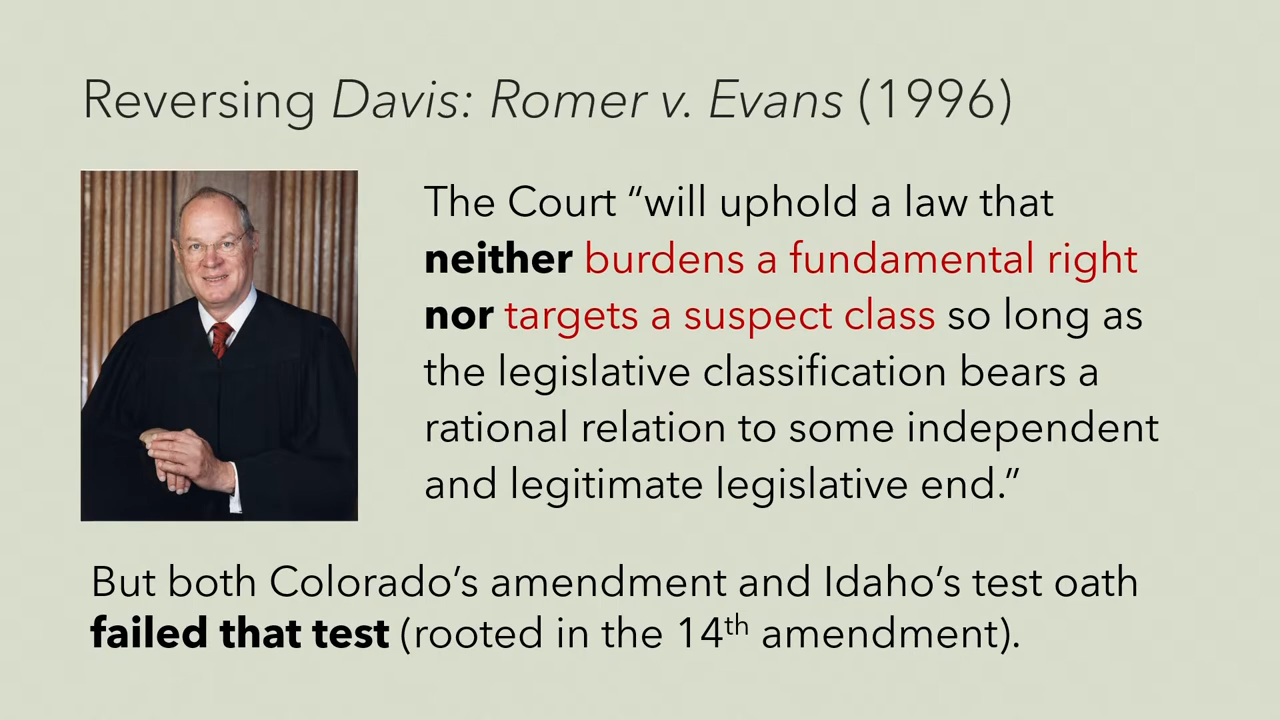 Reversing Davis: Romer v. Evans (1996)
The Court “will uphold a law that
neither burdens a fundamental right
nor targets a suspect class so long as
the legislative classification bears a
rational relation to some independent
and legitimate legislative end.”
But both Colorado’s amendment and Idaho’s test oath
failed that test (rooted in the 14th amendment).